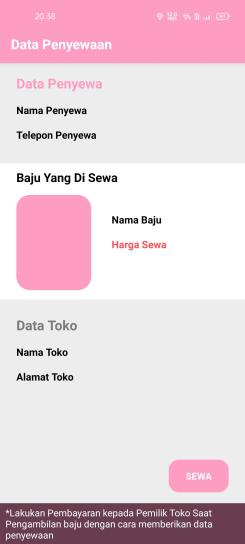 20.38
Data Penyewaan
Data Penyewa
Nama Penyewa
Telepon Penyewa
Baju Yang Di Sewa
Nama Baju
Harga Sewa
Data Toko
Nama Toko
Alamat Toko
SEWA
*Lakukan Pembayaran kepada Pemilik Toko Saat
Pengambilan baju dengan cara memberikan data
penyewaan